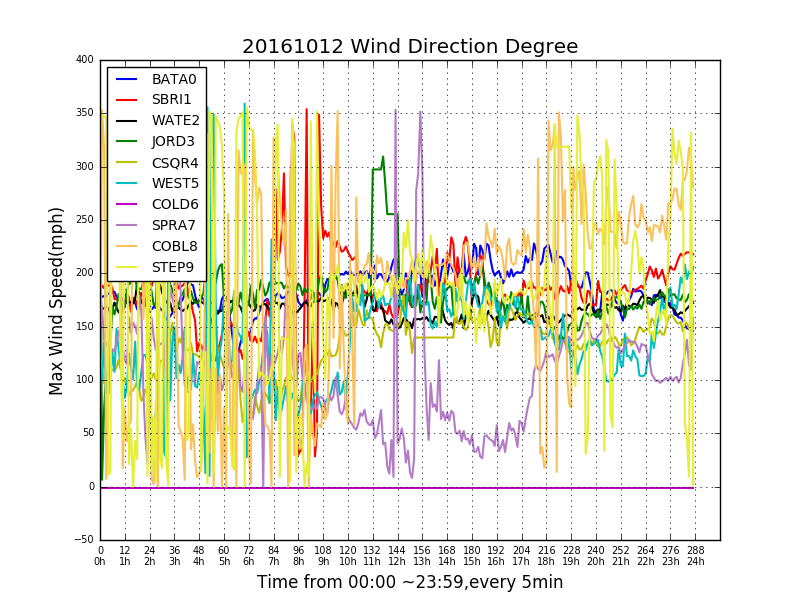 20161012 Wind Direction Degree
Max Wind Speed(mph)
400
350
300
250
200
150
100
50
0
−50
BATA0
SBRI1
WATE2
JORD3
CSQR4
WEST5
COLD6
SPRA7
COBL8
STEP9
0 12 24 36 48 60 72 84 96 108 120 132 144 156 168 180 192 204 216 228 240 252 264 276 288
0h 1h 2h 3h 4h 5h 6h 7h 8h 9h 10h 11h 12h 13h 14h 15h 16h 17h 18h 19h 20h 21h 22h 23h 24h
Time from 00:00 ~23:59,every 5min